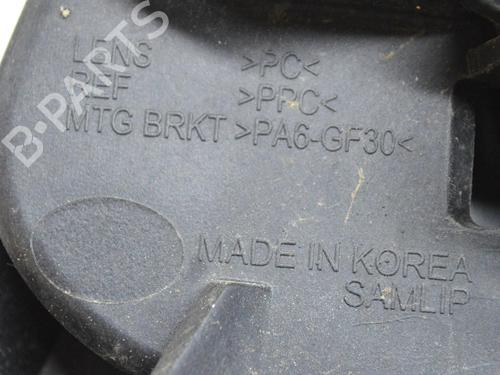 LENS >PC<
REF >PPC<
MTG BRKT >PA6-GF30<
MADE IN KOREA
SAMLIP
B-PARTS